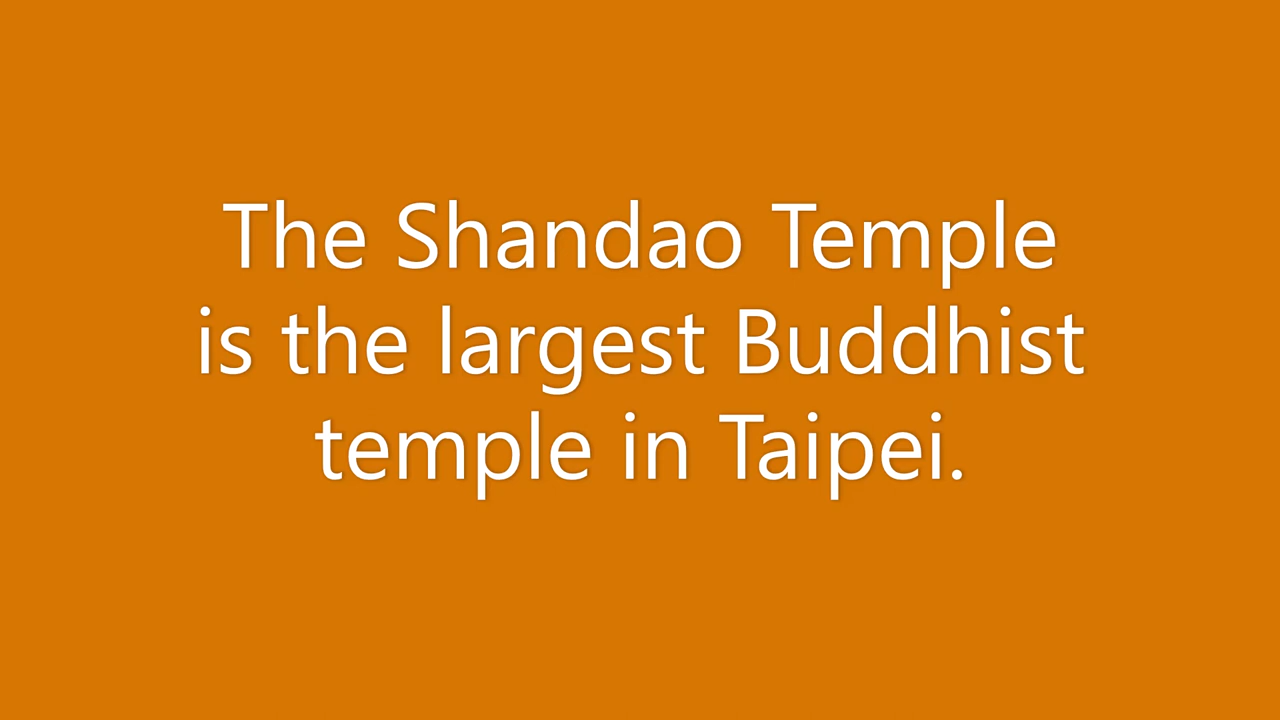 The Shandao Temple
is the largest Buddhist
temple in Taipei.